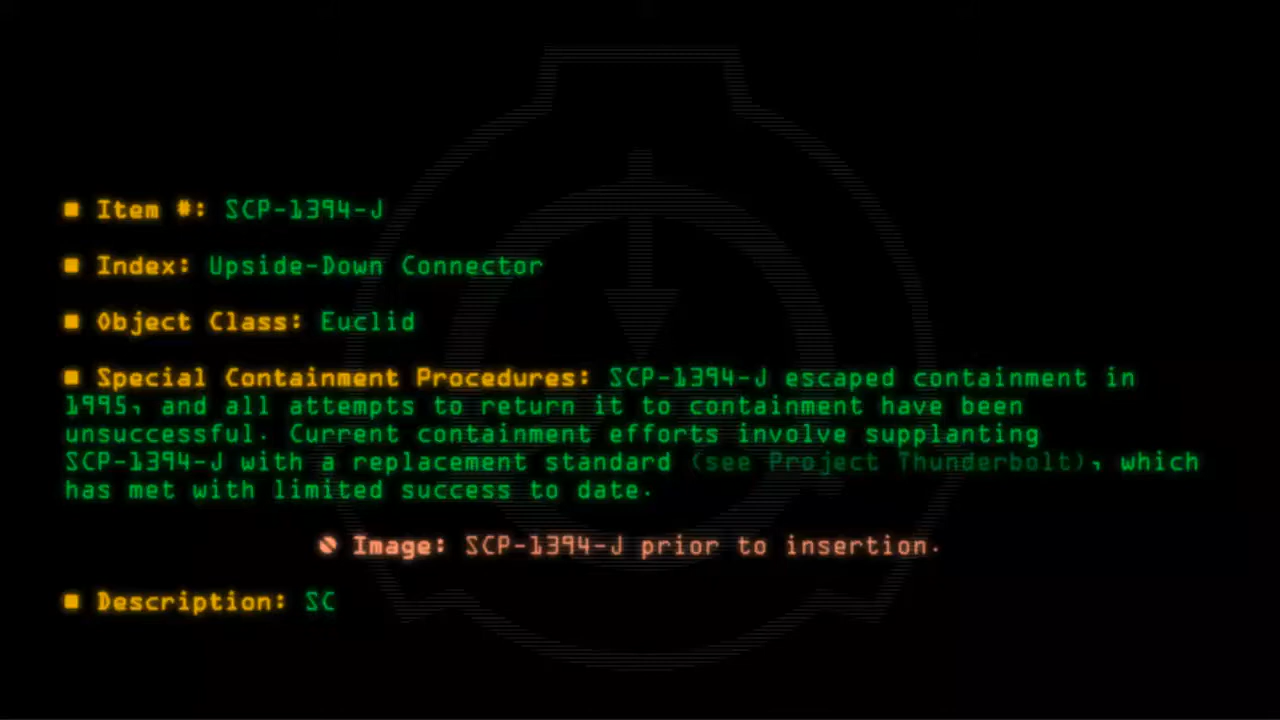 ■ Item #: SCP-1394-J
■ Index: Upside-Down Connector
■ Object Class: Euclid
■ Special Containment Procedures: SCP-1394-J escaped containment in
1995, and all attempts to return it to containment have been
unsuccessful. Current containment efforts involve supplanting
SCP-1394-J with a replacement standard (see Project Thunderbolt), which
has met with limited success to date.
Image: SCP-1394-J prior to insertion.
■ Description: SC